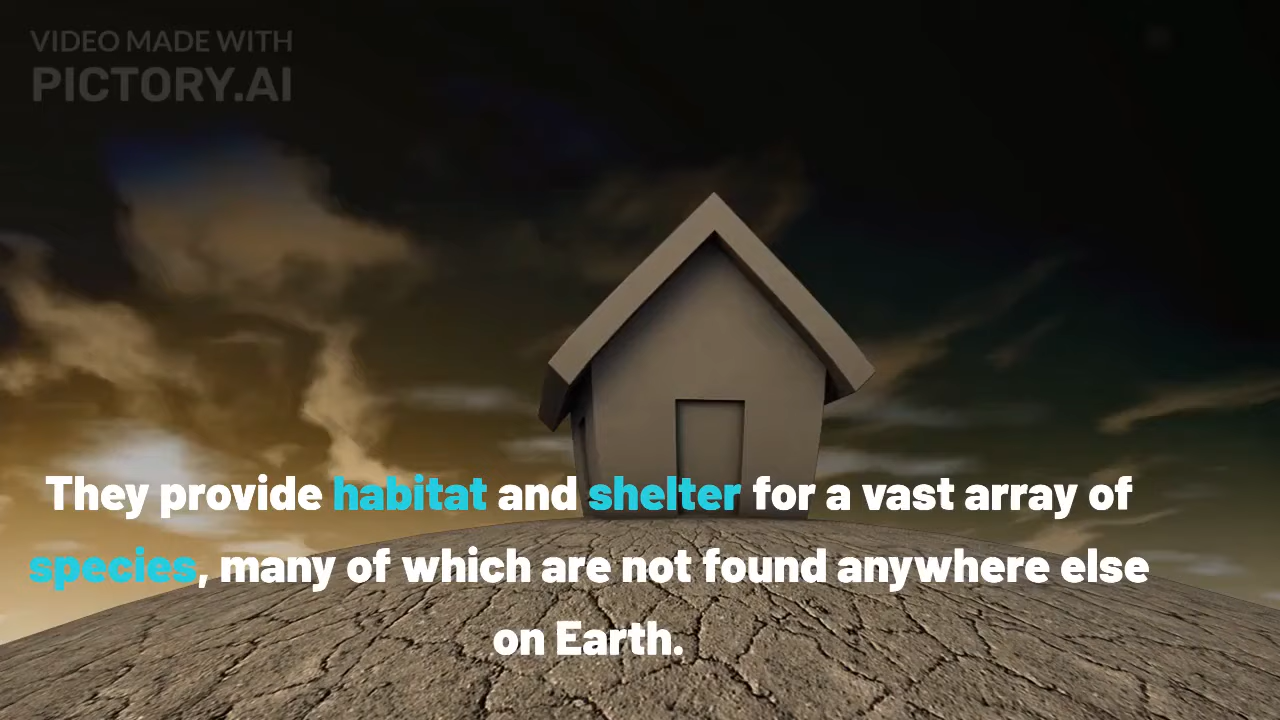 VIDEO MADE WITH
PICTORY.AI
They provide habitat and shelter for a vast array of
species, many of which are not found anywhere else
on Earth.